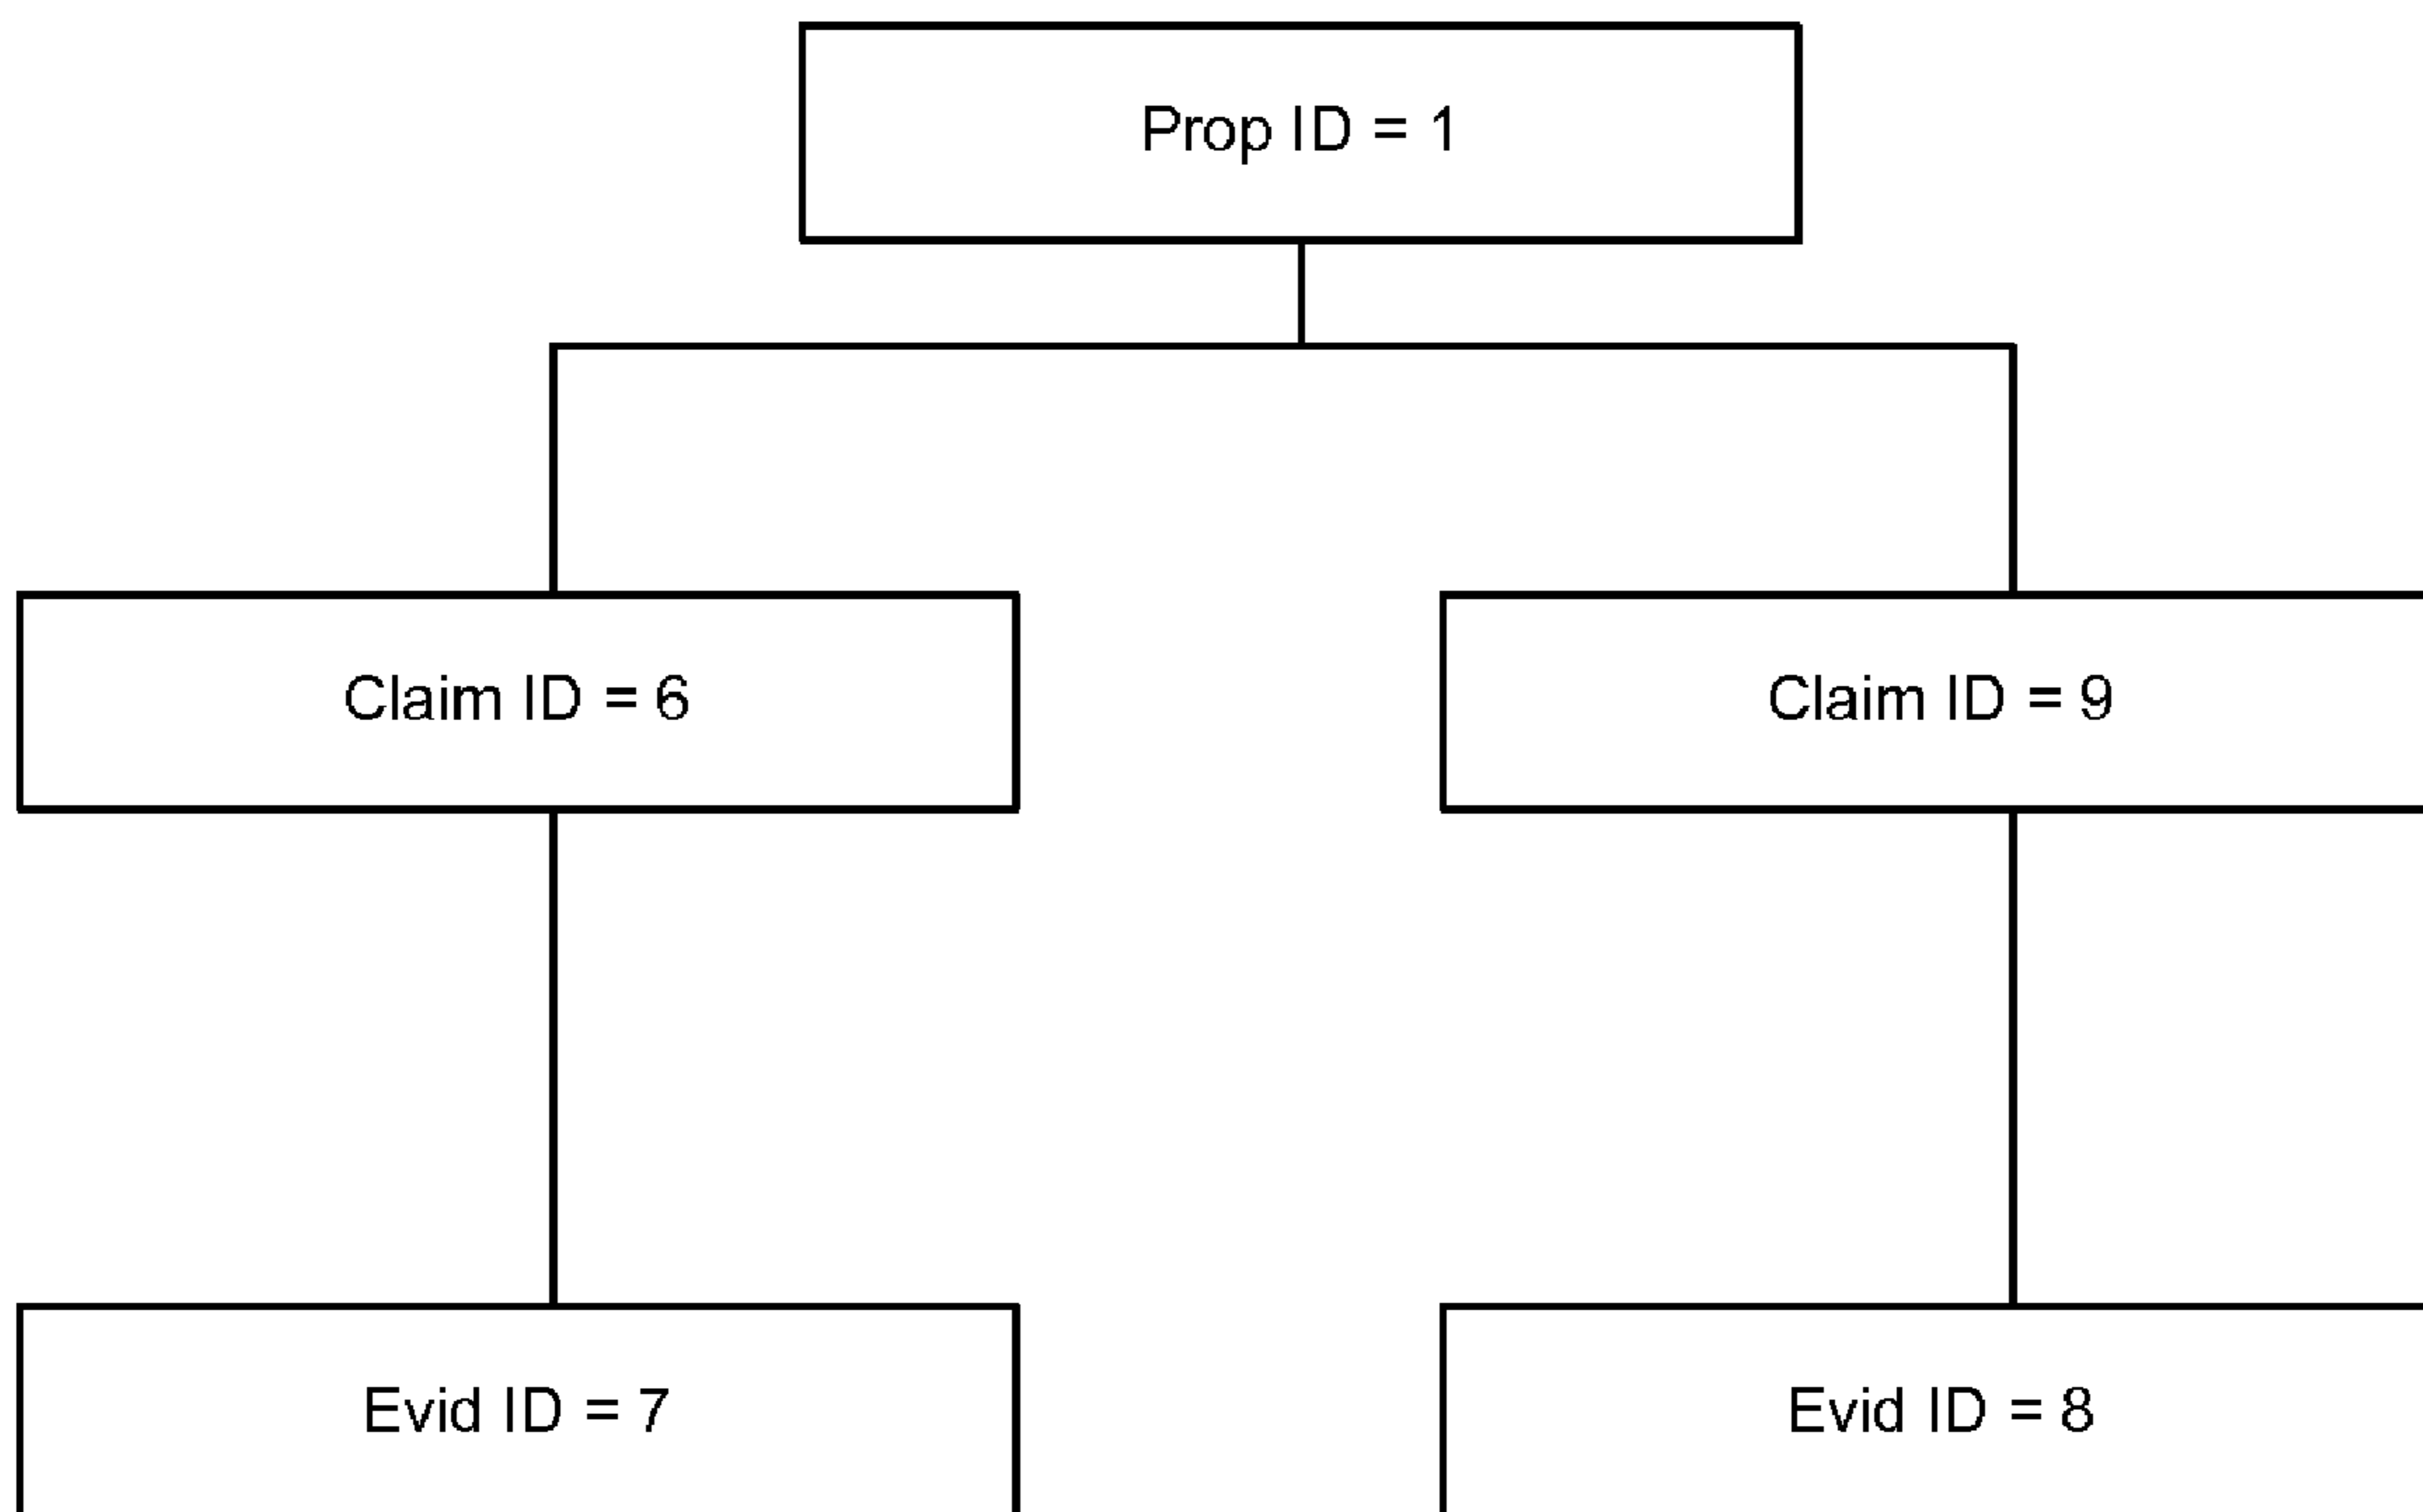 Prop ID = 1
Claim ID = 6
Claim ID = 9
Evid ID = 7
Evid ID = 8